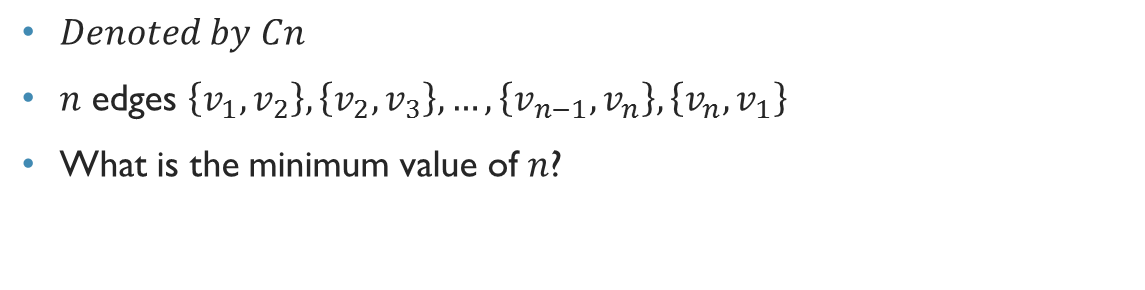 • Denoted by Cn
• n edges {v₁, v₂}, {v₂, v₃}, … , {vₙ₋₁, vₙ}, {vₙ, v₁}
• What is the minimum value of n?